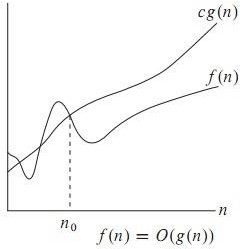 cg(n)
f(n)
n
n₀
f(n) = O(g(n))